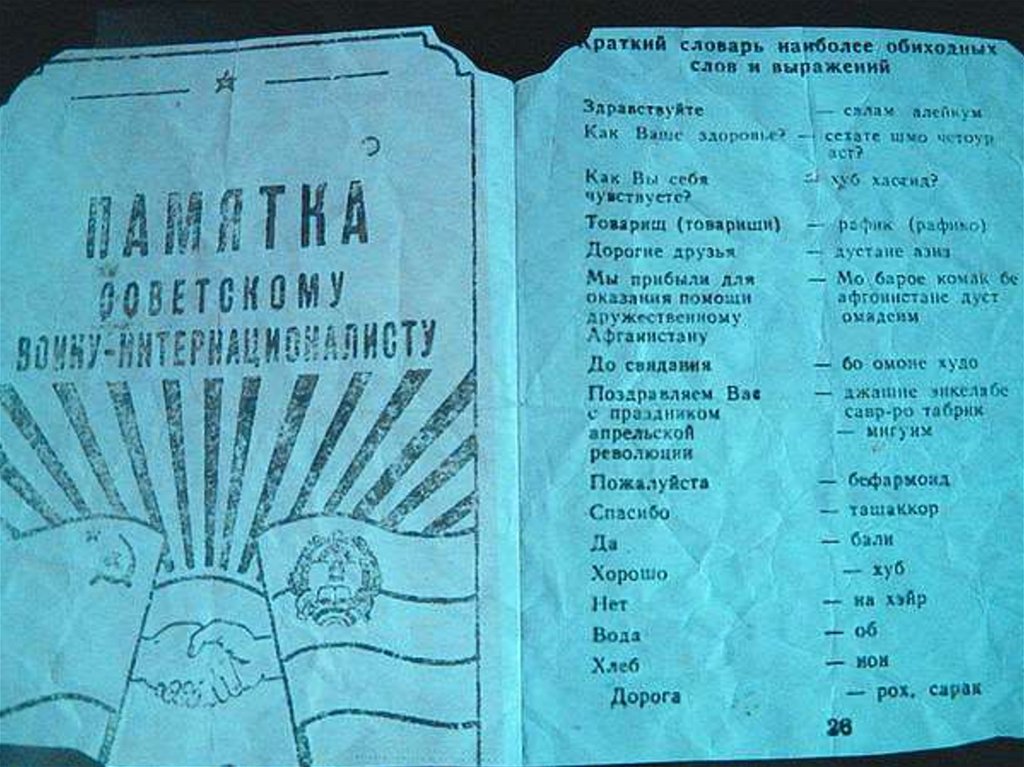 ПАМЯТКА
СОВЕТСКОМУ
ВОИНУ-ИНТЕРНАЦИОНАЛИСТУ
Краткий словарь наиболее обиходных
слов и выражений
Здравствуйте — салам алейкум
Как Ваше здоровье? — сехате шмо четоур
аст?
Как Вы себя — хуб хастид?
чувствуете?
Товарищ (товарищи) — рафик (рафико)
Дорогие друзья — дустане азиз
Мы прибыли для — Мо барое комак бе
оказания помощи афгонистане дуст
дружественному омадеим
Афганистану
До свидания — бо омоне худо
Поздравляем Вас — джашне энкелабе
с праздником савр-ро табрик
апрельской — мигуим
революции
Пожалуйста — бефармоид
Спасибо — ташаккор
Да — бали
Хорошо — хуб
Нет — на хэйр
Вода — об
Хлеб — нон
Дорога — рох, сарак
26